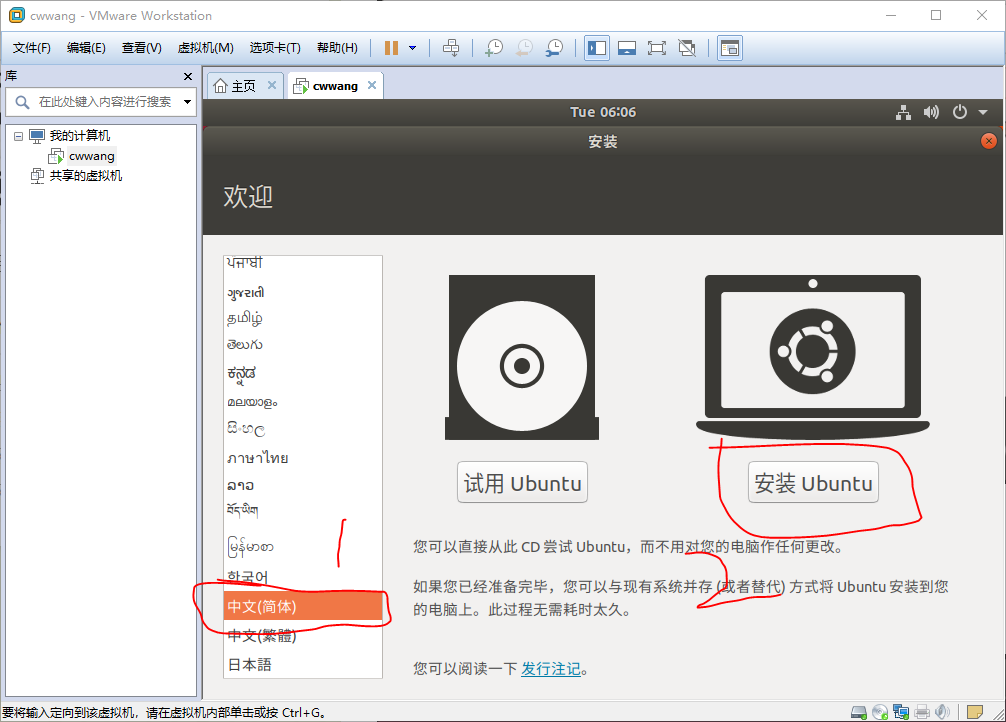 cwwang - VMware Workstation
文件(F) 编辑(E) 查看(V) 虚拟机(M) 选项卡(T) 帮助(H)
库
在此处键入内容进行搜索
我的计算机
cwwang
共享的虚拟机
主页
cwwang
Tue 06:06
安装
欢迎
ਪੰਜਾਬੀ
ગુજરાતી
தமிழ்
తెలుగు
ಕನ್ನಡ
മലയാളം
සිංහල
ภาษาไทย
ລາວ
བོད་ཡིག
မြန်မာစာ
한국어
中文(简体)
中文(繁體)
日本語
1
试用 Ubuntu
安装 Ubuntu
您可以直接从此 CD 尝试 Ubuntu，而不用对您的电脑作任何更改。
2
如果您已经准备完毕，您可以与现有系统并存 (或者替代) 方式将 Ubuntu 安装到您
的电脑上。此过程无需耗时太久。
您可以阅读一下 发行注记。
要将输入定向到该虚拟机，请在虚拟机内部单击或按 Ctrl+G。